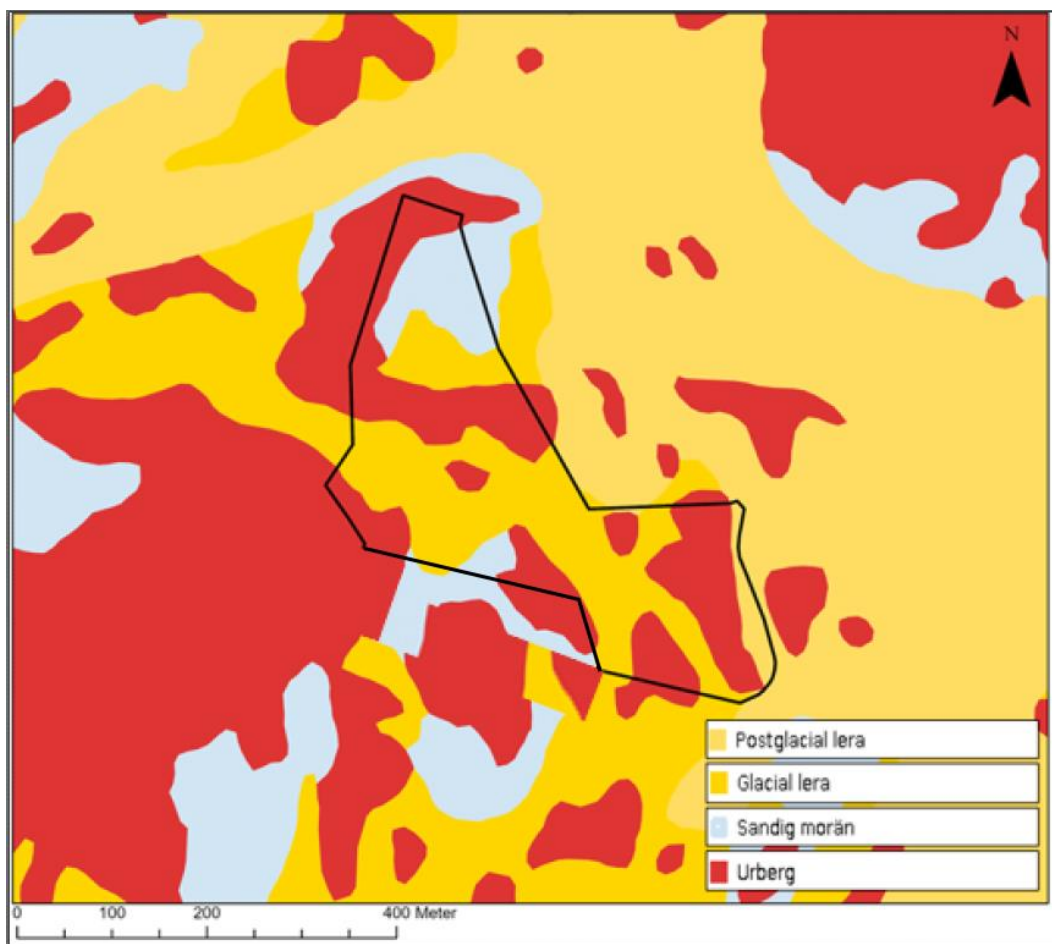 N
Postglacial lera
Glacial lera
Sandig morän
Urberg
0 100 200 400 Meter